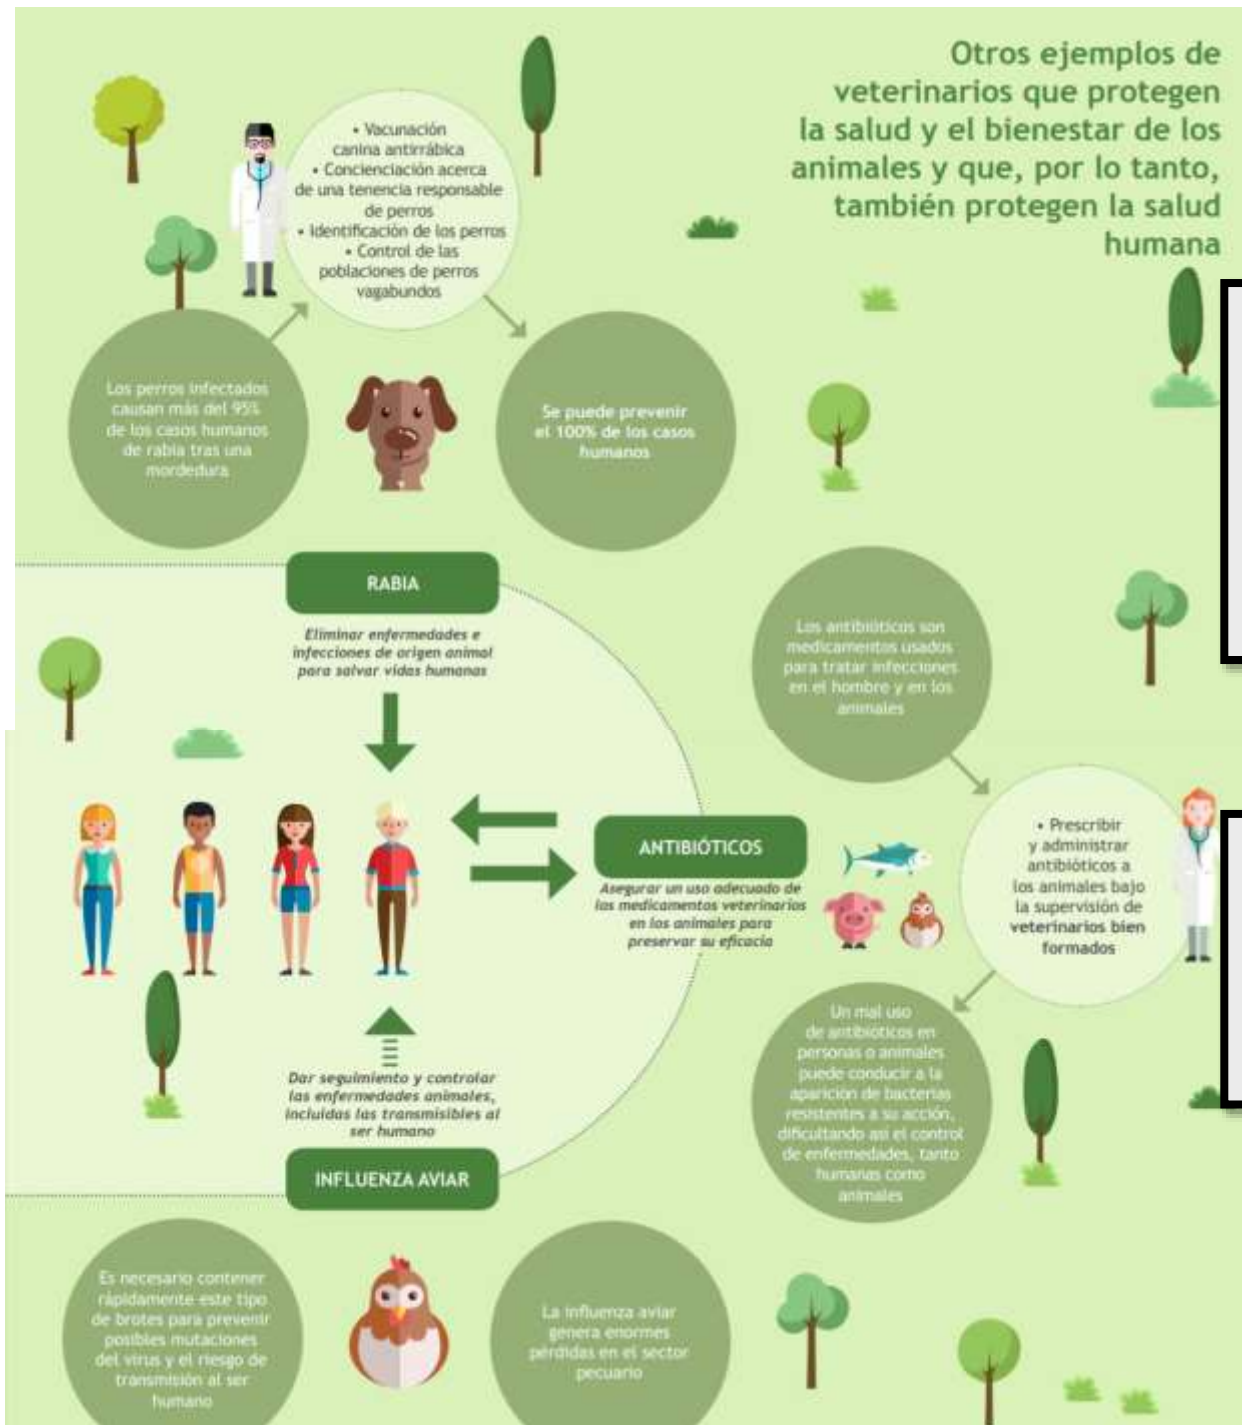 Otros ejemplos de
veterinarios que protegen
la salud y el bienestar de los
animales y que, por lo tanto,
también protegen la salud
humana
• Vacunación
canina antirrábica
• Concienciación acerca
de una tenencia responsable
de perros
• Identificación de los perros
• Control de las
poblaciones de perros
vagabundos
Los perros infectados
causan más del 95%
de los casos humanos
de rabia tras una
mordedura
Se puede prevenir
el 100% de los casos
humanos
RABIA
Eliminar enfermedades e
infecciones de origen animal
para salvar vidas humanas
Los antibióticos son
medicamentos usados
para tratar infecciones
en el hombre y en los
animales
• Prescribir
y administrar
antibióticos a
los animales bajo
la supervisión de
veterinarios bien
formados
ANTIBIÓTICOS
Asegurar un uso adecuado de
los medicamentos veterinarios
en los animales para
preservar su eficacia
Un mal uso
de antibióticos en
personas o animales
puede conducir a la
aparición de bacterias
resistentes a su acción,
dificultando así el control
de enfermedades, tanto
humanas como
animales
Dar seguimiento y controlar
las enfermedades animales,
incluidas las transmisibles al
ser humano
INFLUENZA AVIAR
Es necesario contener
rápidamente este tipo
de brotes para prevenir
posibles mutaciones
del virus y el riesgo de
transmisión al ser
humano
La influenza aviar
genera enormes
pérdidas en el sector
pecuario